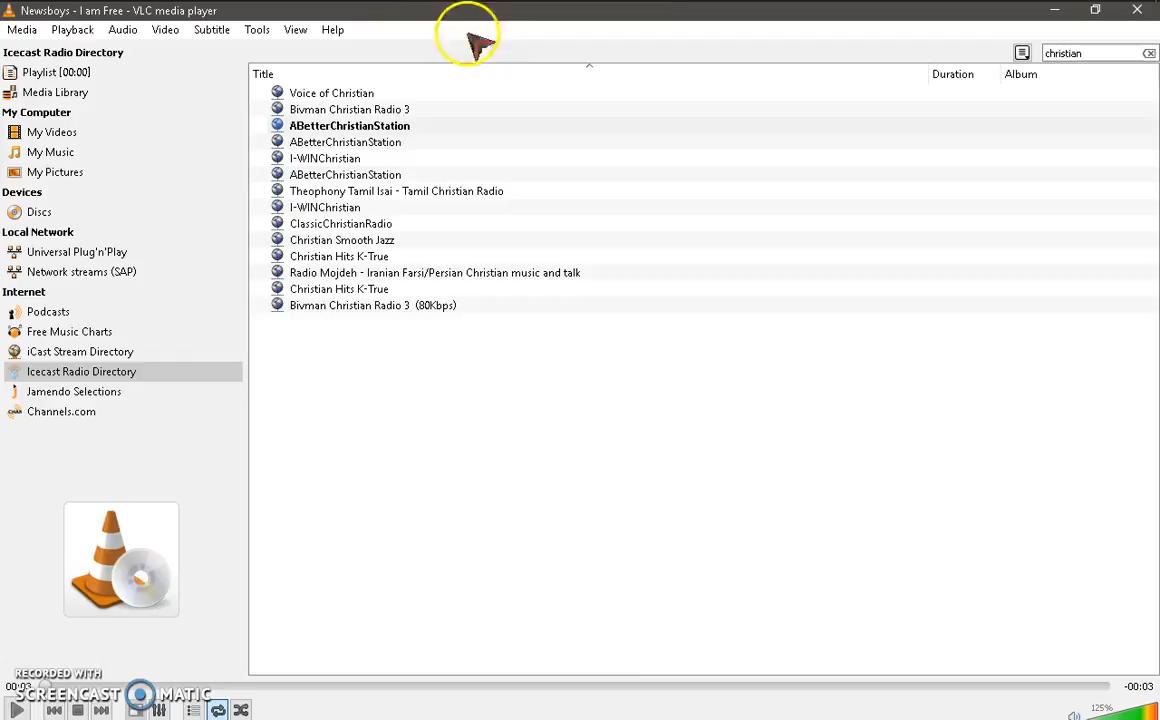 Newsboys - I am Free - VLC media player
Media Playback Audio Video Subtitle Tools View Help
Icecast Radio Directory
christian
Playlist [00:00]
Media Library
My Computer
My Videos
My Music
My Pictures
Devices
Discs
Local Network
Universal Plug'n'Play
Network streams (SAP)
Internet
Podcasts
Free Music Charts
iCast Stream Directory
Icecast Radio Directory
Jamendo Selections
Channels.com
Title Duration Album
Voice of Christian
Bivman Christian Radio 3
ABetterChristianStation
ABetterChristianStation
I-WINChristian
ABetterChristianStation
Theophony Tamil Isai - Tamil Christian Radio
I-WINChristian
ClassicChristianRadio
Christian Smooth Jazz
Christian Hits K-True
Radio Mojdeh - Iranian Farsi/Persian Christian music and talk
Christian Hits K-True
Bivman Christian Radio 3 (80Kbps)
RECORDED WITH
SCREENCAST MATIC
00:03 -00:03
125%